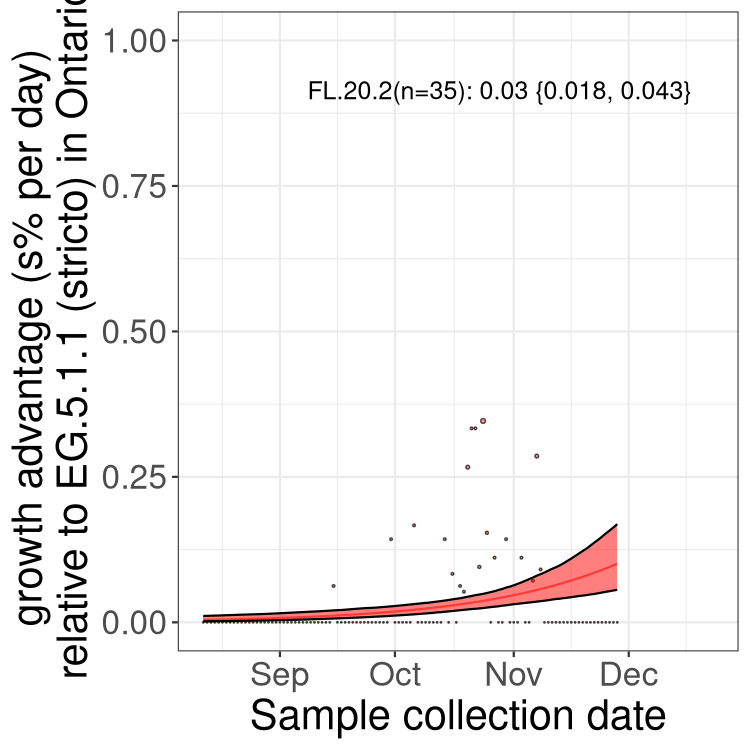 growth advantage (s% per day)
relative to EG.5.1.1 (stricto) in Ontario
1.00
0.75
0.50
0.25
0.00
FL.20.2(n=35): 0.03 {0.018, 0.043}
Sep Oct Nov Dec
Sample collection date